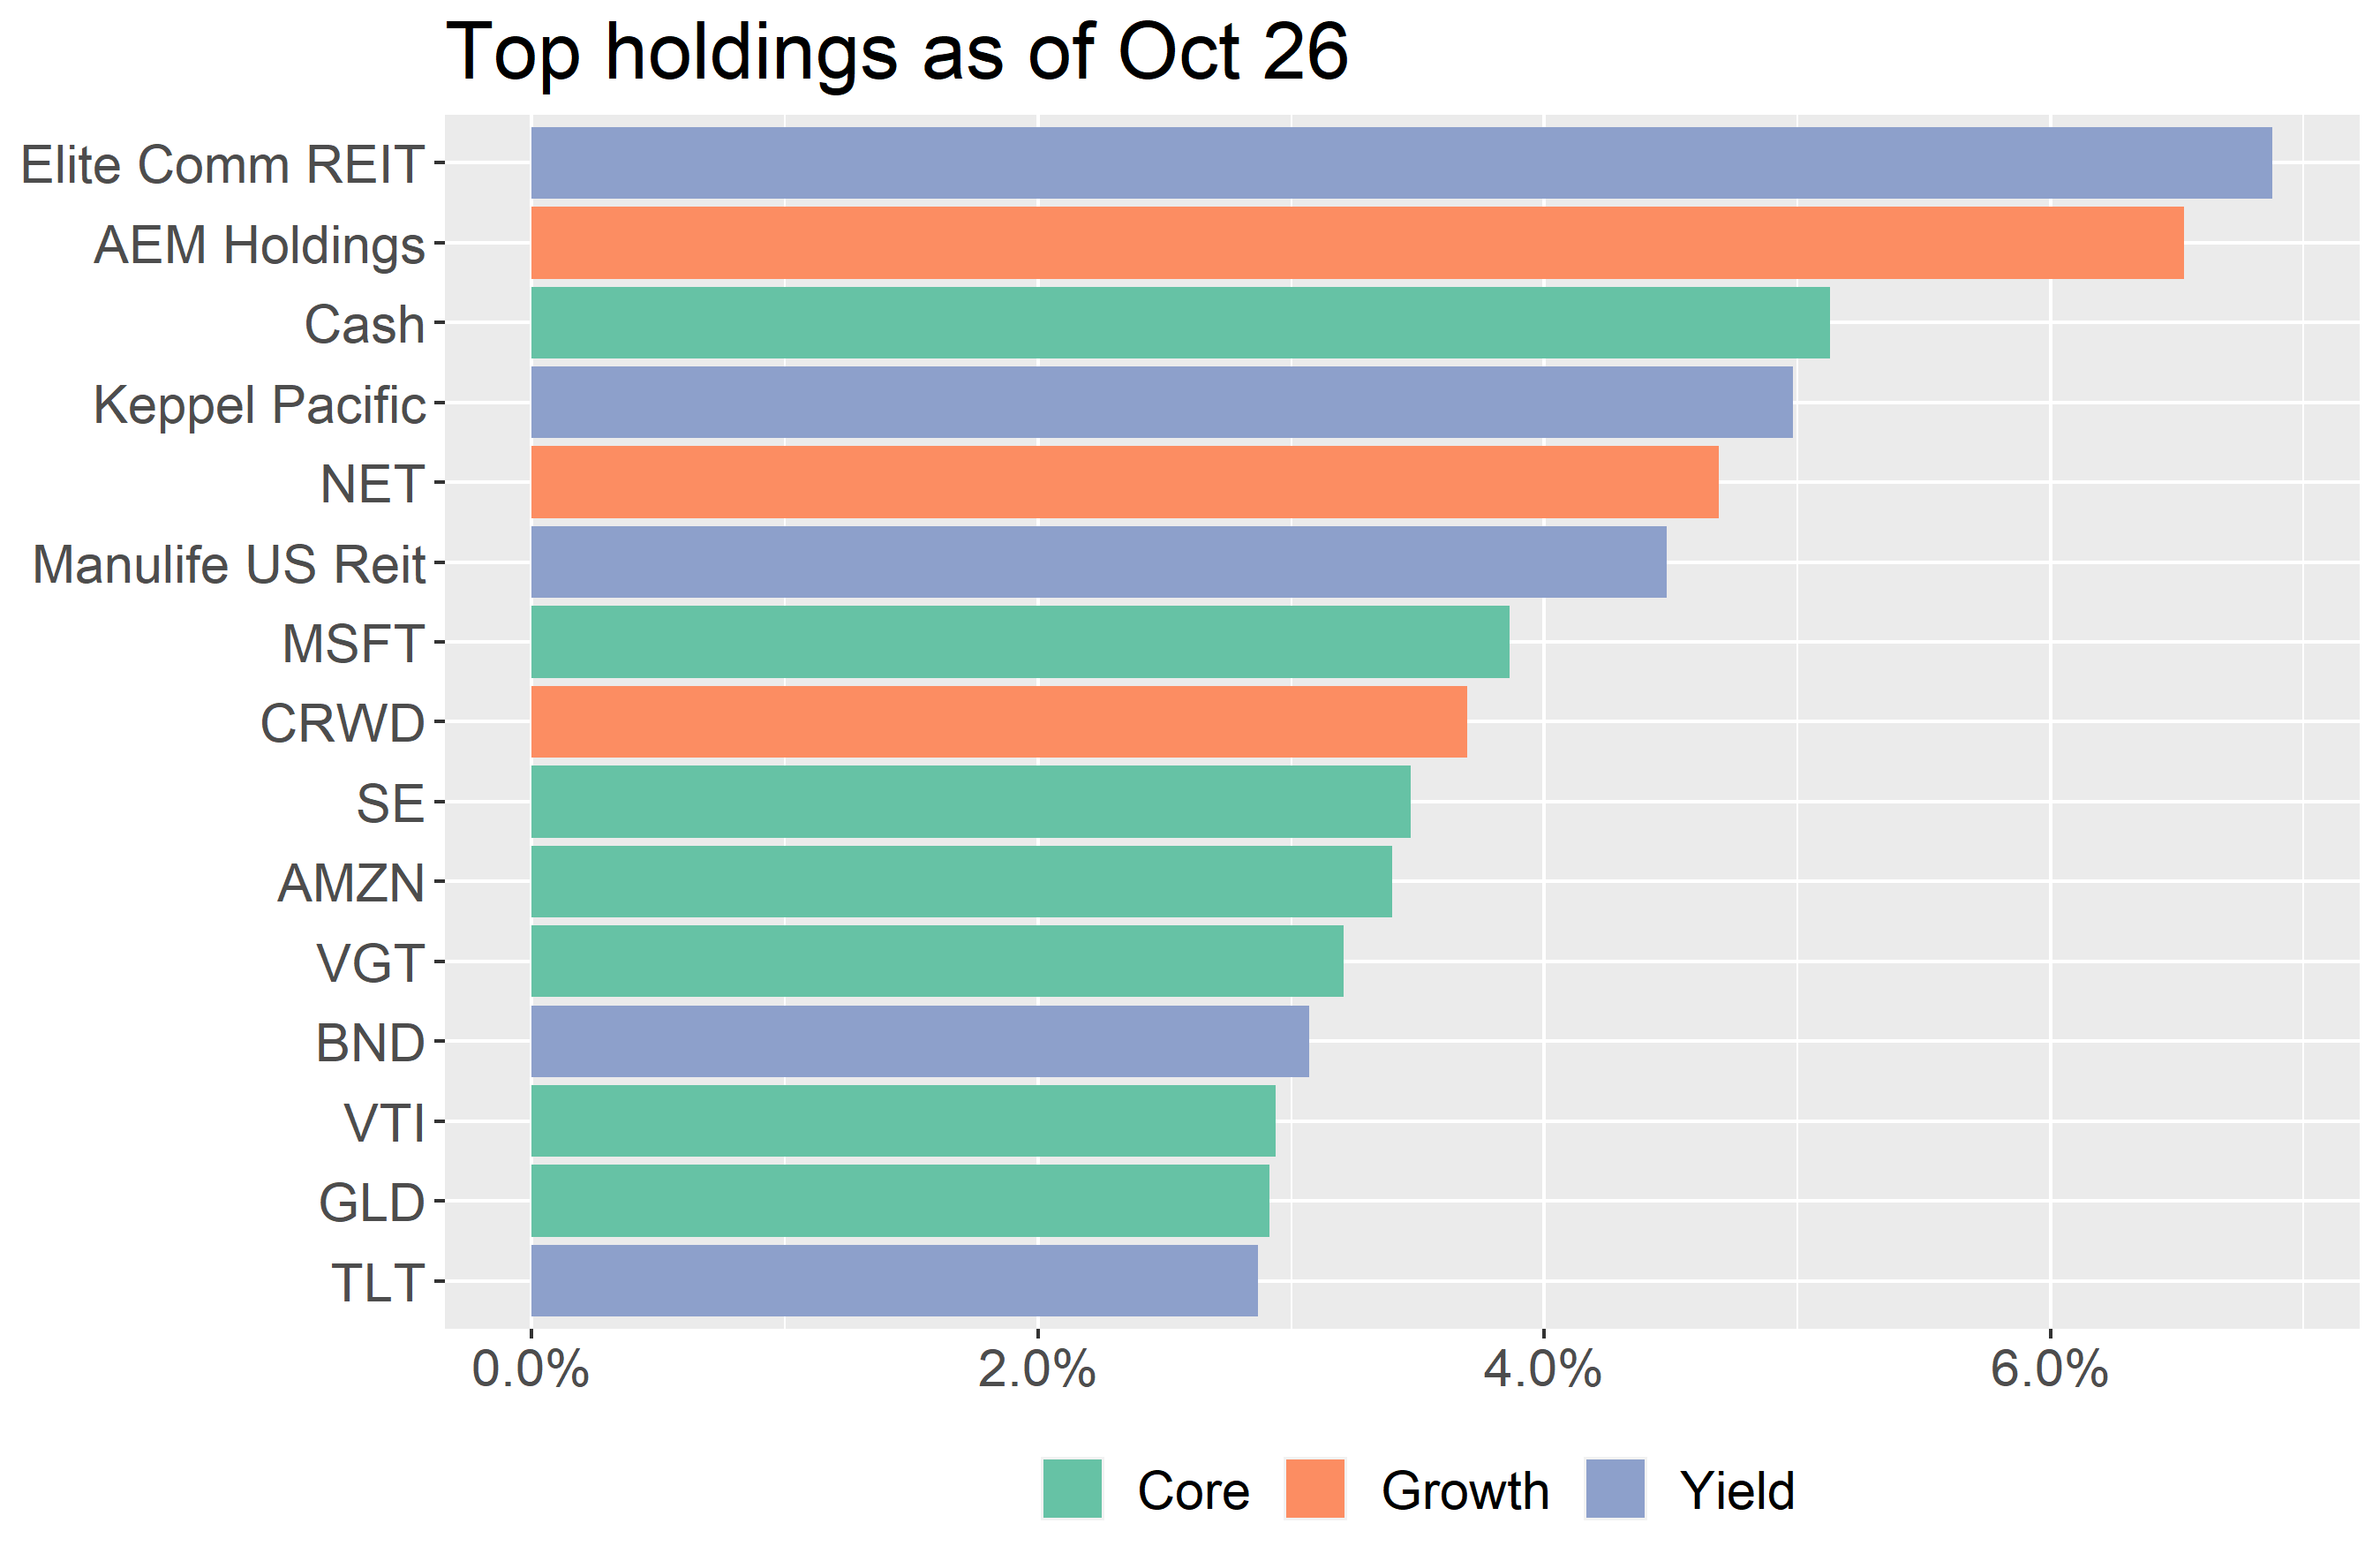 Top holdings as of Oct 26
Elite Comm REIT
AEM Holdings
Cash
Keppel Pacific
NET
Manulife US Reit
MSFT
CRWD
SE
AMZN
VGT
BND
VTI
GLD
TLT
0.0% 2.0% 4.0% 6.0%
Core Growth Yield